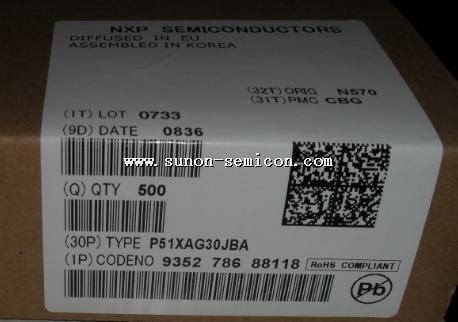 NXP SEMICONDUCTORS
DIFFUSED IN EU
ASSEMBLED IN KOREA
(32T) ORIG N570
(31T)PMC CBG
(1T) LOT 0733
(9D) DATE 0836
www.sunon-semicon.com
(Q) QTY 500
(30P) TYPE P51XAG30JBA
(1P) CODENO 9352 786 88118
RoHS COMPLIANT
Pb